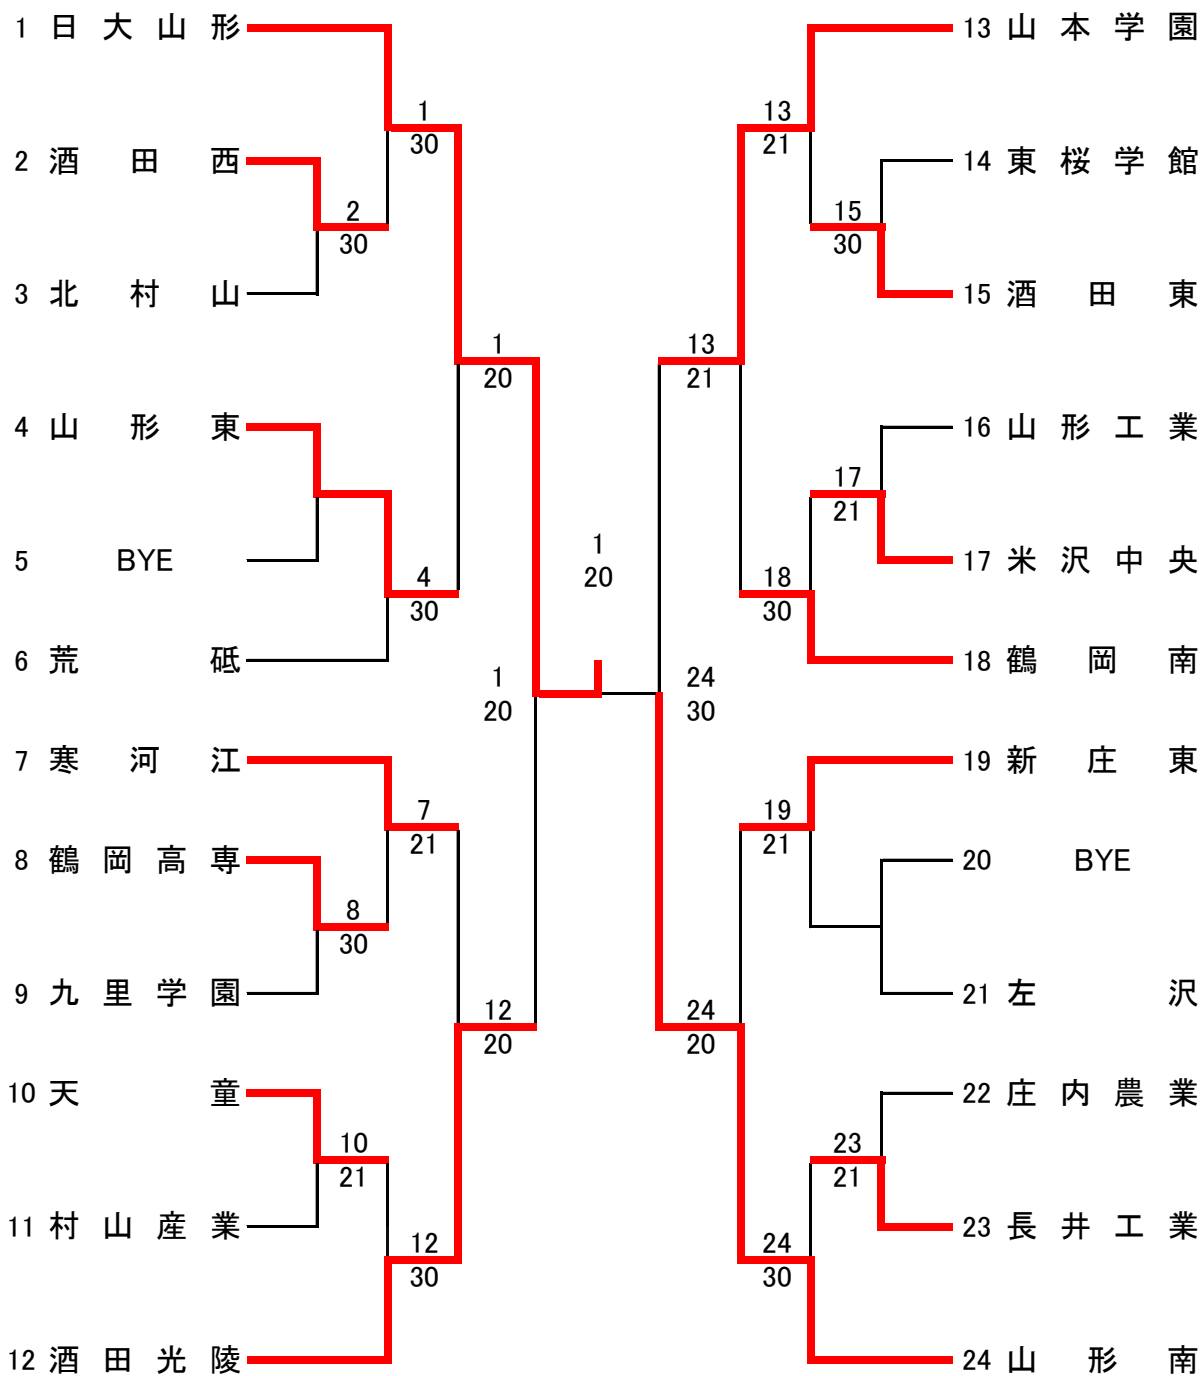 1 日大山形
2 酒田西
3 北村山
4 山形東
5 BYE
6 荒砥
7 寒河江
8 鶴岡高専
9 九里学園
10 天童
11 村山産業
12 酒田光陵
2
30
8
30
10
21
1
30
4
30
7
21
12
30
1
20
12
20
1
20
1
20
24
30
13
21
24
20
13
21
18
30
19
21
24
30
15
30
17
21
23
21
13 山本学園
14 東桜学館
15 酒田東
16 山形工業
17 米沢中央
18 鶴岡南
19 新庄東
20 BYE
21 左沢
22 庄内農業
23 長井工業
24 山形南